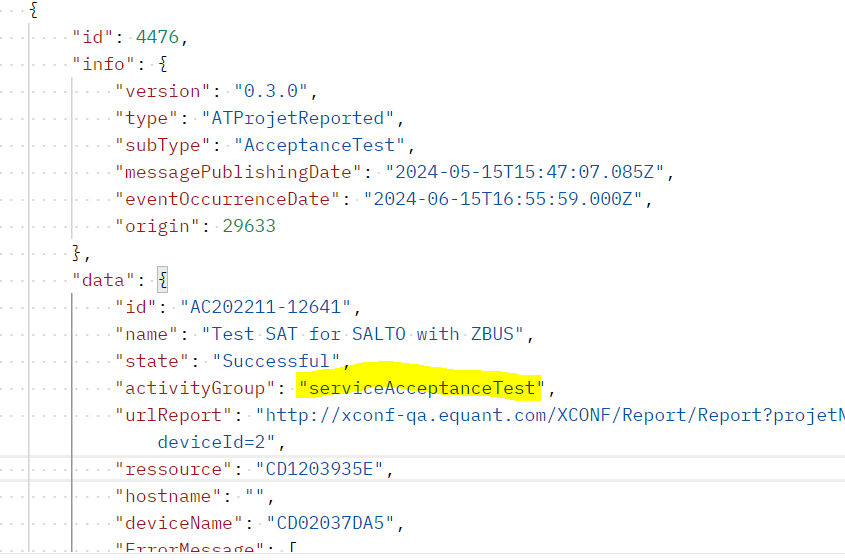 {
"id": 4476,
"info": {
"version": "0.3.0",
"type": "ATProjetReported",
"subType": "AcceptanceTest",
"messagePublishingDate": "2024-05-15T15:47:07.085Z",
"eventOccurrenceDate": "2024-06-15T16:55:59.000Z",
"origin": 29633
},
"data": {
"id": "AC202211-12641",
"name": "Test SAT for SALTO with ZBUS",
"state": "Successful",
"activityGroup": "serviceAcceptanceTest",
"urlReport": "http://xconf-qa.equant.com/XCONF/Report/Report?projetN
deviceId=2",
"ressource": "CD1203935E",
"hostname": "",
"deviceName": "CD02037DA5",
"ErrorMessage": [